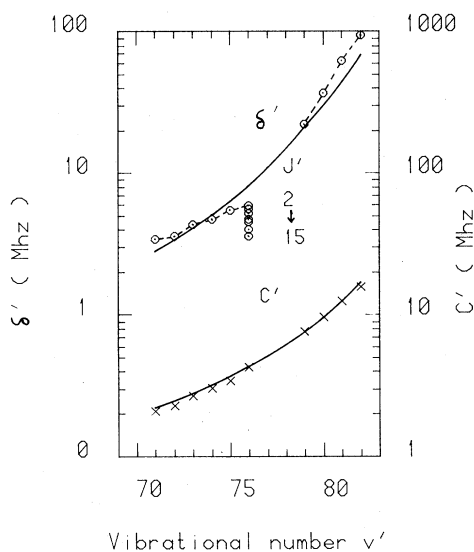 100 1000
δ'
J'
10 100
2
↓
15
δ' ( Mhz )
C' ( Mhz )
C'
1 10
0 1
70 75 80
Vibrational number v'